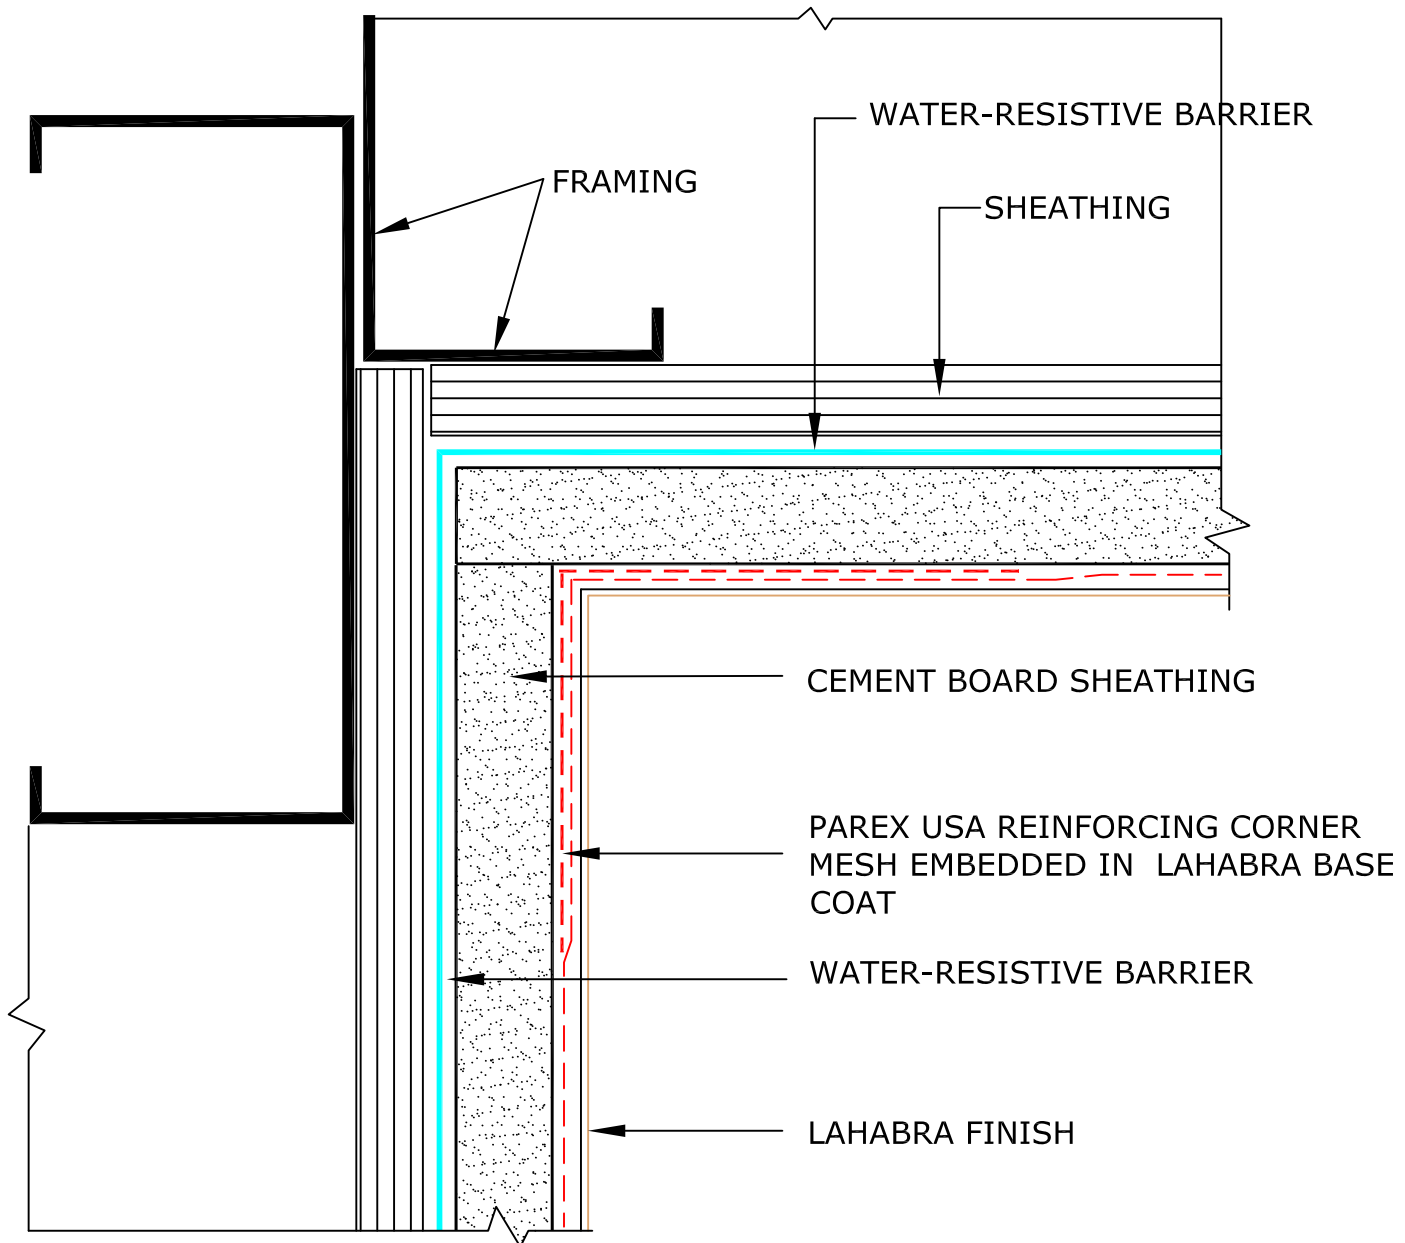 WATER-RESISTIVE BARRIER
FRAMING
SHEATHING
CEMENT BOARD SHEATHING
PAREX USA REINFORCING CORNER
MESH EMBEDDED IN LAHABRA BASE
COAT
WATER-RESISTIVE BARRIER
LAHABRA FINISH